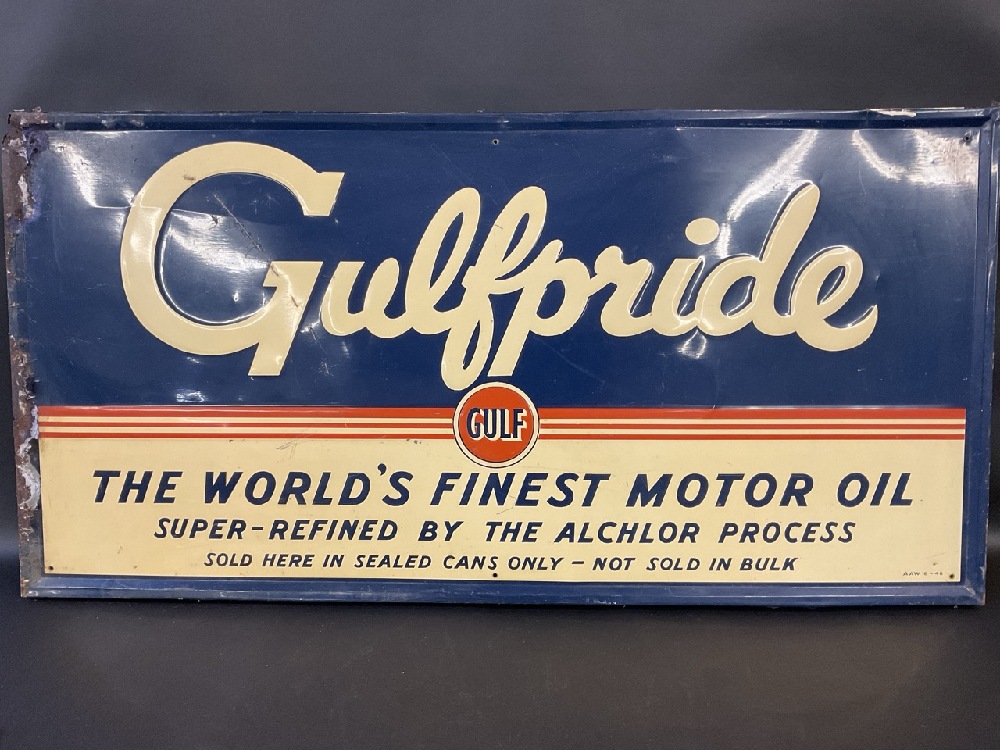 Gulfpride
GULF
THE WORLD'S FINEST MOTOR OIL
SUPER-REFINED BY THE ALCHLOR PROCESS
SOLD HERE IN SEALED CANS ONLY – NOT SOLD IN BULK